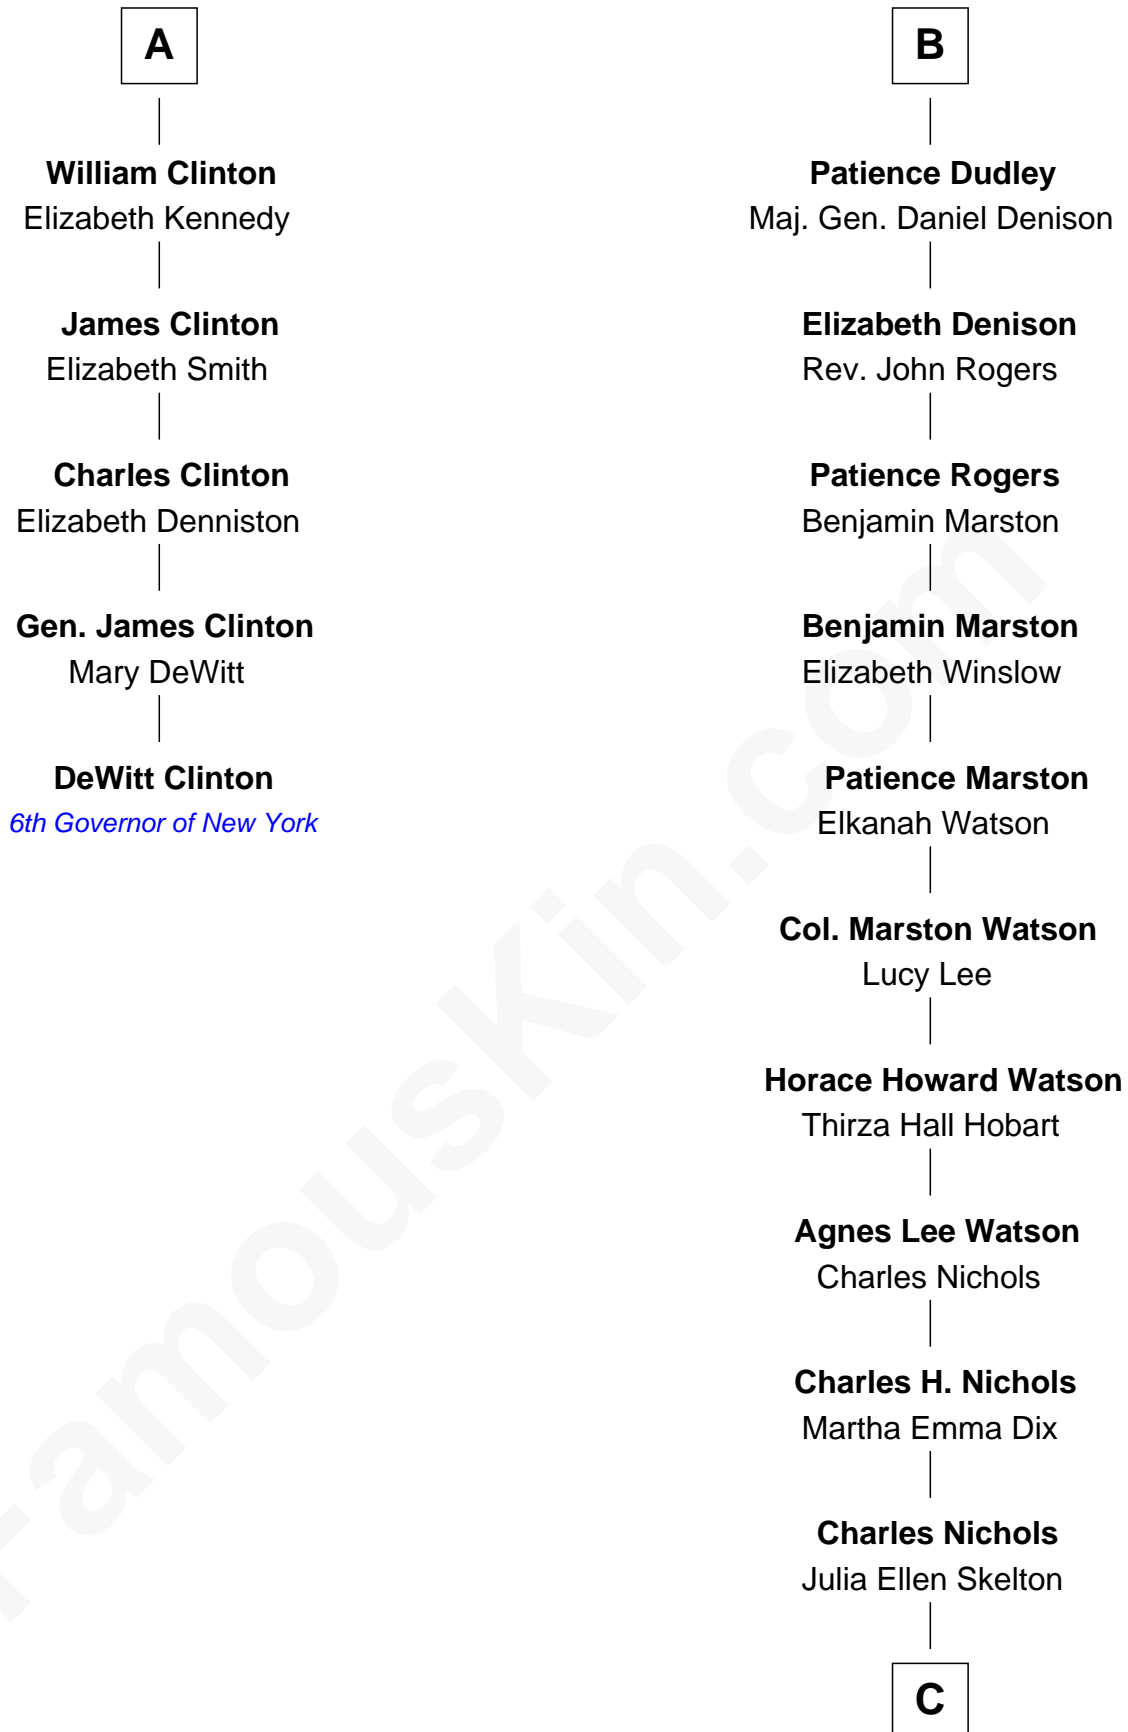 A
William Clinton
Elizabeth Kennedy
James Clinton
Elizabeth Smith
Charles Clinton
Elizabeth Denniston
Gen. James Clinton
Mary DeWitt
DeWitt Clinton
6th Governor of New York
B
Patience Dudley
Maj. Gen. Daniel Denison
Elizabeth Denison
Rev. John Rogers
Patience Rogers
Benjamin Marston
Benjamin Marston
Elizabeth Winslow
Patience Marston
Elkanah Watson
Col. Marston Watson
Lucy Lee
Horace Howard Watson
Thirza Hall Hobart
Agnes Lee Watson
Charles Nichols
Charles H. Nichols
Martha Emma Dix
Charles Nichols
Julia Ellen Skelton
C
FamousKin.com